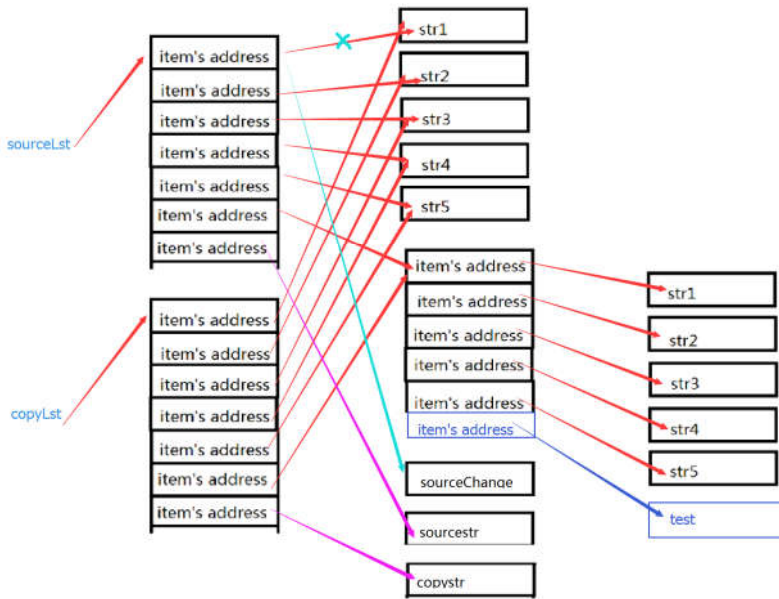 sourceLst
item's address
item's address
item's address
item's address
item's address
item's address
item's address
copyLst
item's address
item's address
item's address
item's address
item's address
item's address
item's address
str1
str2
str3
str4
str5
item's address
item's address
item's address
item's address
item's address
item's address
sourceChange
sourcestr
copystr
str1
str2
str3
str4
str5
test